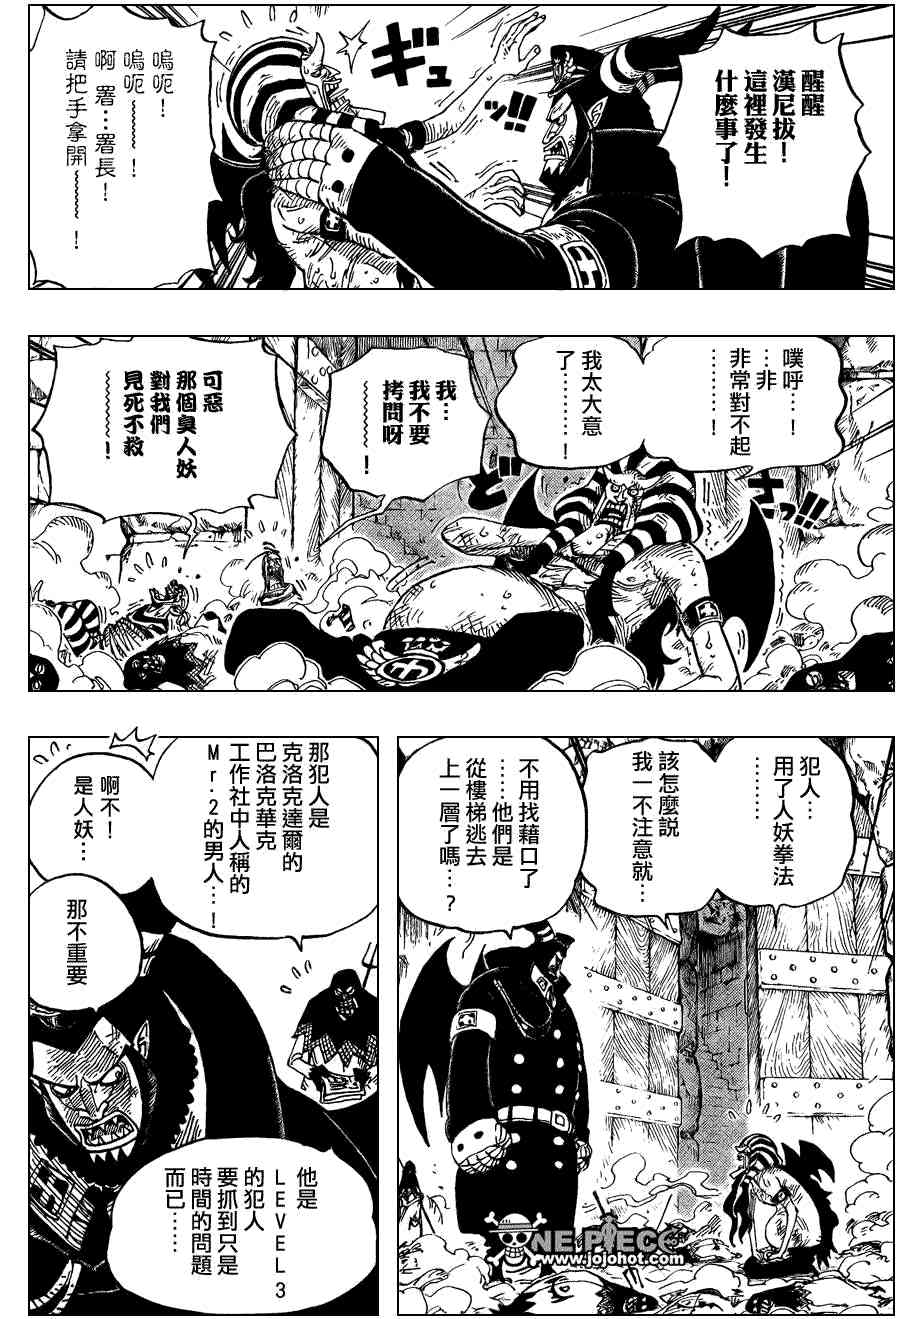 醒醒
漢尼拔！
這裡發生
什麼事了！
ギュ
ッ!!
嗚呃！
嗚呃～～！
啊 署…署長！
請把手拿開～～～～！
噗呼…！
…非
非常對不起
………！
我太大意
了………！
我…
我不要
拷問呀
～～～！
可惡
那個臭人妖
對我們
見死不救
～～～～！
さっ!!
ど!!
犯人…
用了人妖拳法
………
該怎麼說
我一不注意就…
不用找藉口了
……他們是
從樓梯逃去
上一層了嗎…？
那犯人是
克洛克達爾的
巴洛克華克
工作社中人稱的
Mr·2的男人…！
啊不！
是人妖…
那不重要
他是
LEVEL3
的犯人
要抓到只是
時間的問題
而已……
ONE PIECE
www.jojohot.com